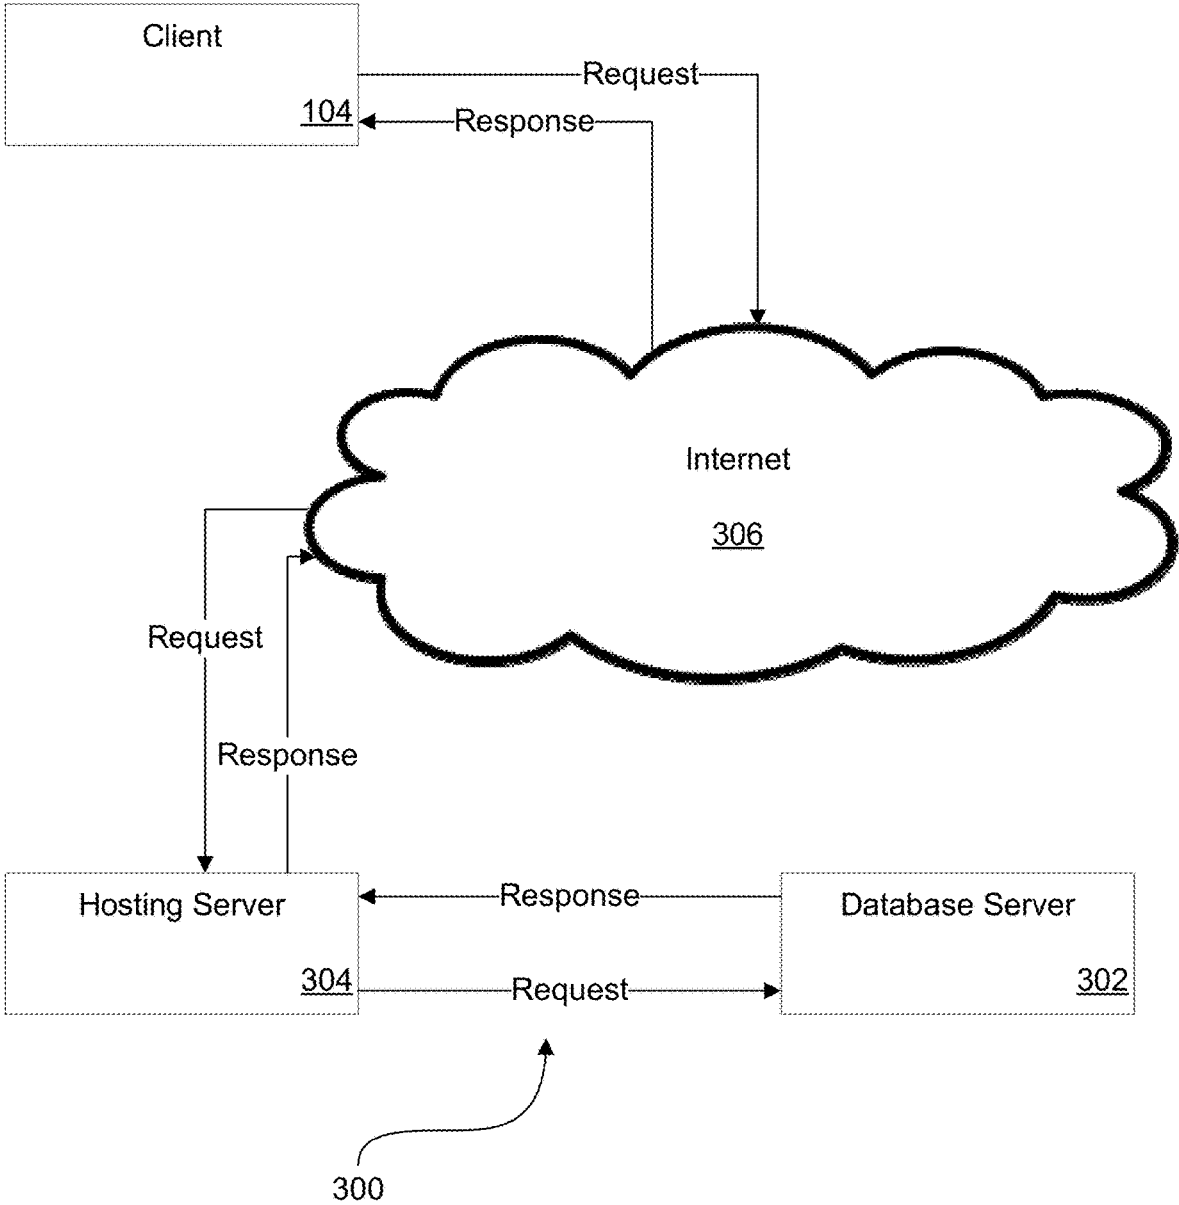 Client
104
Request
Response
Internet
306
Request
Response
Hosting Server
304
Response
Request
Database Server
302
300